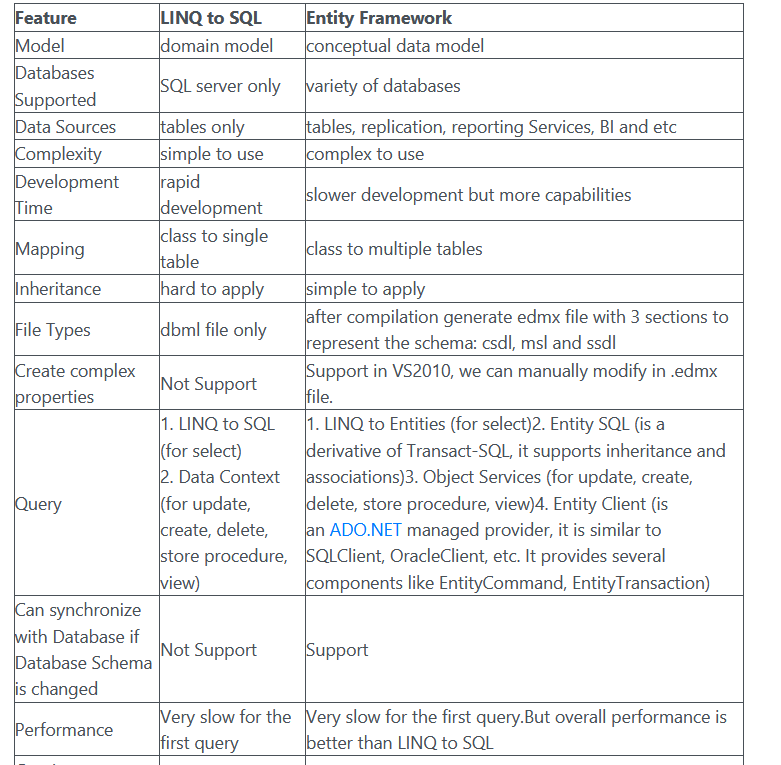 Feature LINQ to SQL Entity Framework
Model domain model conceptual data model
Databases
Supported
SQL server only
variety of databases
Data Sources tables only tables, replication, reporting Services, BI and etc
Complexity simple to use complex to use
Development
Time
rapid
development
slower development but more capabilities
Mapping
class to single
table
class to multiple tables
Inheritance hard to apply simple to apply
File Types
dbml file only
after compilation generate edmx file with 3 sections to
represent the schema: csdl, msl and ssdl
Create complex
properties
Not Support
Support in VS2010, we can manually modify in .edmx
file.
Query
1. LINQ to SQL
(for select)
2. Data Context
(for update,
create, delete,
store procedure,
view)
1. LINQ to Entities (for select)2. Entity SQL (is a
derivative of Transact-SQL, it supports inheritance and
associations)3. Object Services (for update, create,
delete, store procedure, view)4. Entity Client (is
an ADO.NET managed provider, it is similar to
SQLClient, OracleClient, etc. It provides several
components like EntityCommand, EntityTransaction)
Can synchronize
with Database if
Database Schema
is changed
Not Support
Support
Performance
Very slow for the
first query
Very slow for the first query.But overall performance is
better than LINQ to SQL